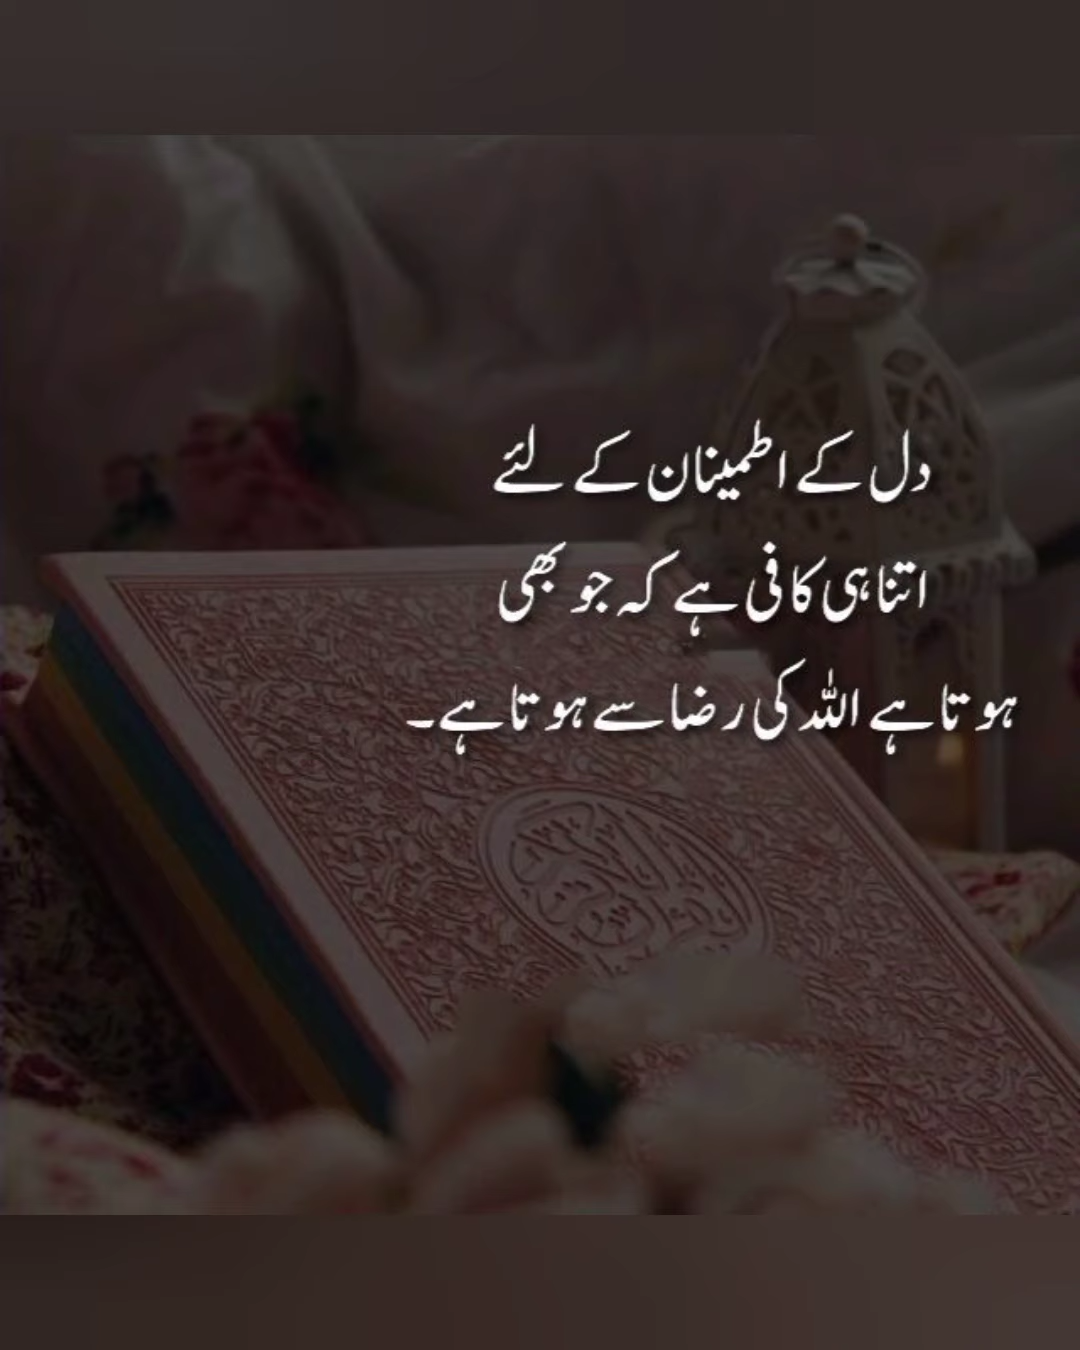 دل کے اطمینان کے لئے
اتنا ہی کافی ہے کہ جو بھی
ہوتا ہے اللہ کی رضا سے ہوتا ہے۔